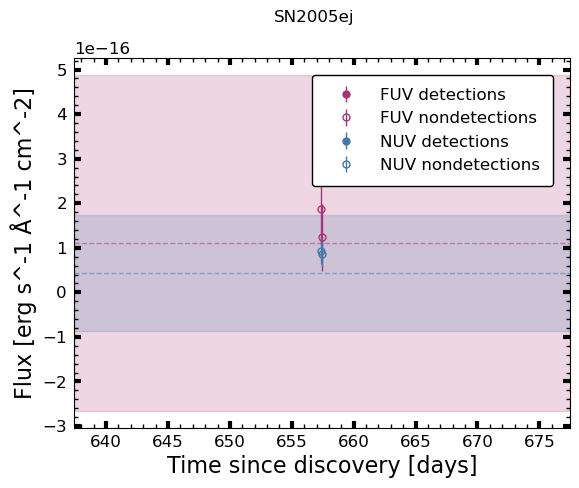 SN2005ej
1e−16
FUV detections
FUV nondetections
NUV detections
NUV nondetections
5
4
3
2
1
0
−1
−2
−3
Flux [erg s^-1 Å^-1 cm^-2]
640 645 650 655 660 665 670 675
Time since discovery [days]